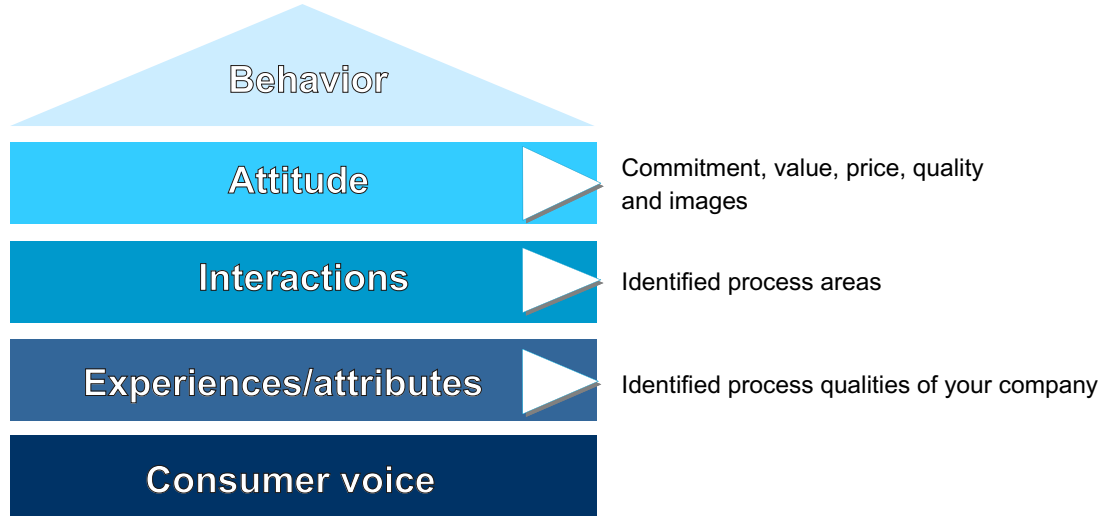 Behavior
Attitude
Commitment, value, price, quality
and images
Interactions
Identified process areas
Experiences/attributes
Identified process qualities of your company
Consumer voice